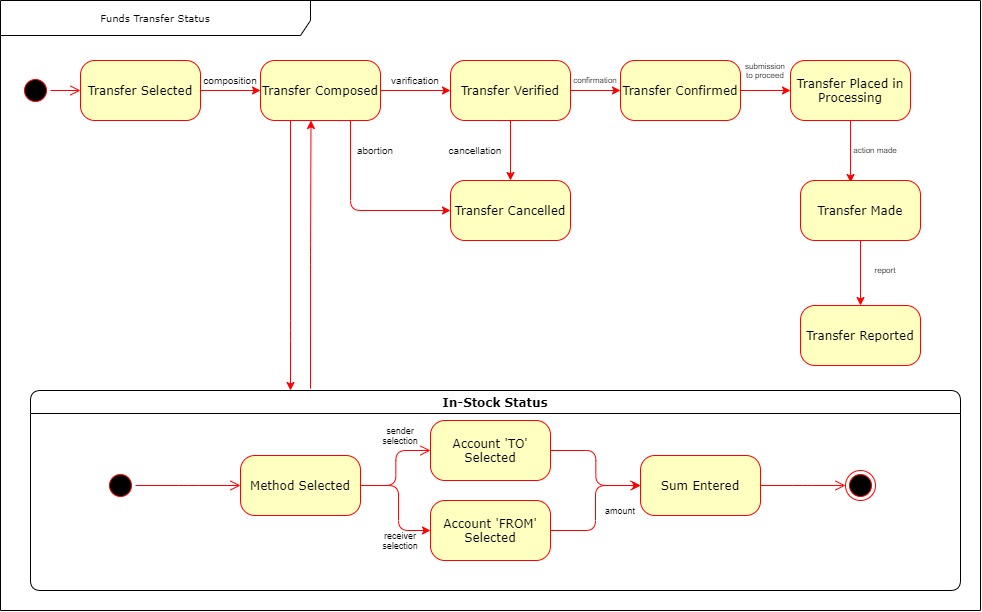 Funds Transfer Status
Transfer Selected
composition
Transfer Composed
varification
Transfer Verified
confirmation
Transfer Confirmed
submission
to proceed
Transfer Placed in
Processing
abortion
cancellation
action made
Transfer Cancelled
Transfer Made
report
Transfer Reported
In-Stock Status
Method Selected
sender
selection
Account 'TO'
Selected
receiver
selection
Account 'FROM'
Selected
amount
Sum Entered